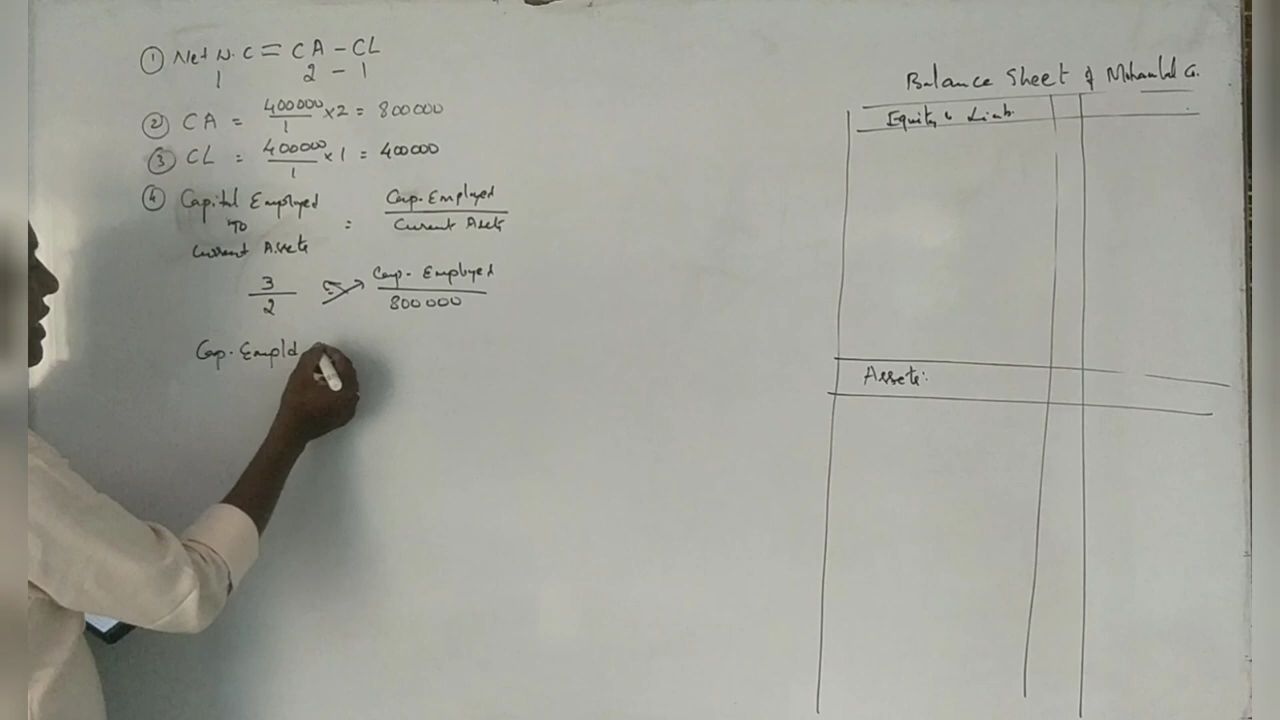 ① Net W.C = CA - CL
1 2 - 1
② CA = 400000/1 × 2 = 800000
③ CL = 400000/1 × 1 = 400000
④ Capital Employed To Current Assets = Cap. Employed / Current Assets
3/2 Cap. Employed / 800000
Cap. Empld
Balance Sheet of
Equity & Liab.
Assets: